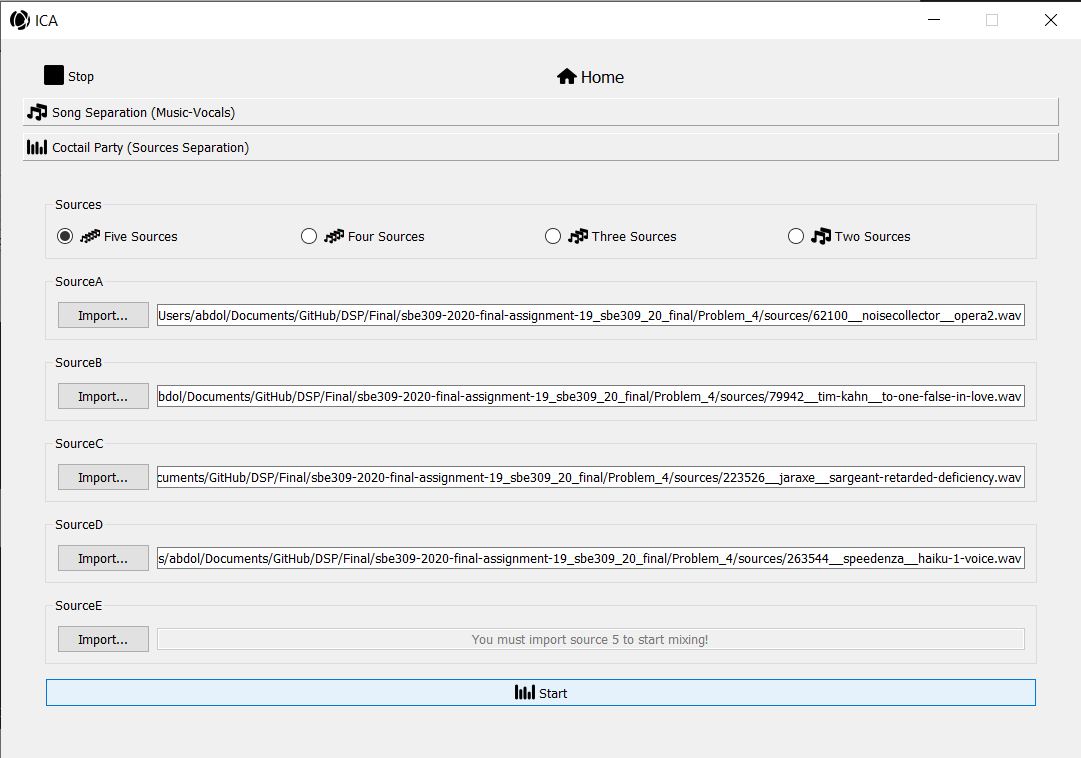 ICA
Stop
Home
Song Separation (Music-Vocals)
Coctail Party (Sources Separation)
Sources
Five Sources Four Sources Three Sources Two Sources
SourceA
Import... Users/abdol/Documents/GitHub/DSP/Final/sbe309-2020-final-assignment-19_sbe309_20_final/Problem_4/sources/62100__noisecollector__opera2.wav
SourceB
Import... bdol/Documents/GitHub/DSP/Final/sbe309-2020-final-assignment-19_sbe309_20_final/Problem_4/sources/79942__tim-kahn__to-one-false-in-love.wav
SourceC
Import... cuments/GitHub/DSP/Final/sbe309-2020-final-assignment-19_sbe309_20_final/Problem_4/sources/223526__jaraxe__sargeant-retarded-deficiency.wav
SourceD
Import... s/abdol/Documents/GitHub/DSP/Final/sbe309-2020-final-assignment-19_sbe309_20_final/Problem_4/sources/263544__speedenza__haiku-1-voice.wav
SourceE
Import... You must import source 5 to start mixing!
Start